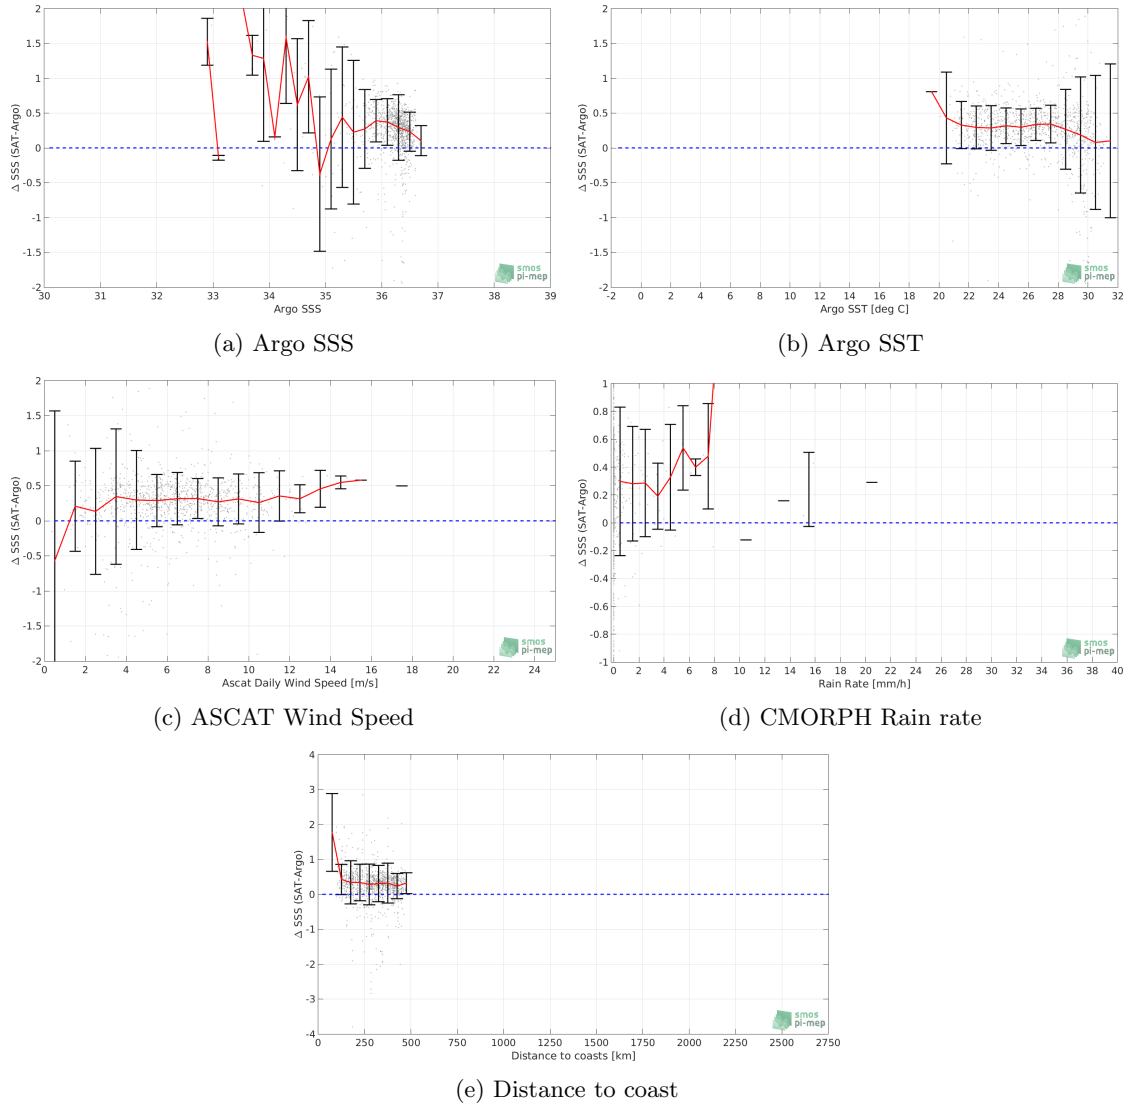 2
1.5
1
0.5
0
-0.5
-1
-1.5
-2
Δ SSS (SAT-Argo)
30 31 32 33 34 35 36 37 38 39
Argo SSS
smos
pi-mep
(a) Argo SSS
2
1.5
1
0.5
0
-0.5
-1
-1.5
-2
Δ SSS (SAT-Argo)
-2 0 2 4 6 8 10 12 14 16 18 20 22 24 26 28 30 32
Argo SST [deg C]
smos
pi-mep
(b) Argo SST
2
1.5
1
0.5
0
-0.5
-1
-1.5
-2
Δ SSS (SAT-Argo)
0 2 4 6 8 10 12 14 16 18 20 22 24
Ascat Daily Wind Speed [m/s]
smos
pi-mep
(c) ASCAT Wind Speed
1
0.8
0.6
0.4
0.2
0
-0.2
-0.4
-0.6
-0.8
-1
Δ SSS (SAT-Argo)
0 2 4 6 8 10 12 14 16 18 20 22 24 26 28 30 32 34 36 38 40
Rain Rate [mm/h]
smos
pi-mep
(d) CMORPH Rain rate
4
3
2
1
0
-1
-2
-3
-4
Δ SSS (SAT-Argo)
0 250 500 750 1000 1250 1500 1750 2000 2250 2500 2750
Distance to coasts [km]
smos
pi-mep
(e) Distance to coast